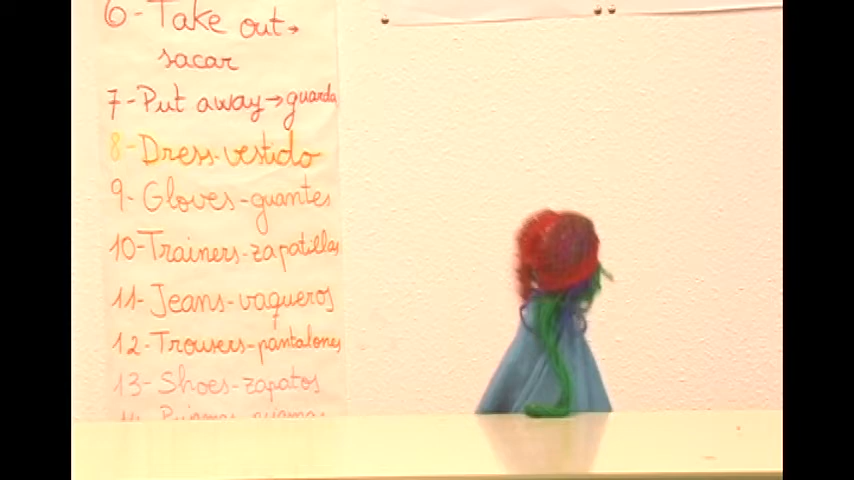 6-Take out→
sacar
7-Put away→guarda
8-Dress-vestido
9-Gloves-guantes
10-Trainers-zapatillas
11-Jeans-vaqueros
12-Trousers-pantalones
13-Shoes-zapatos